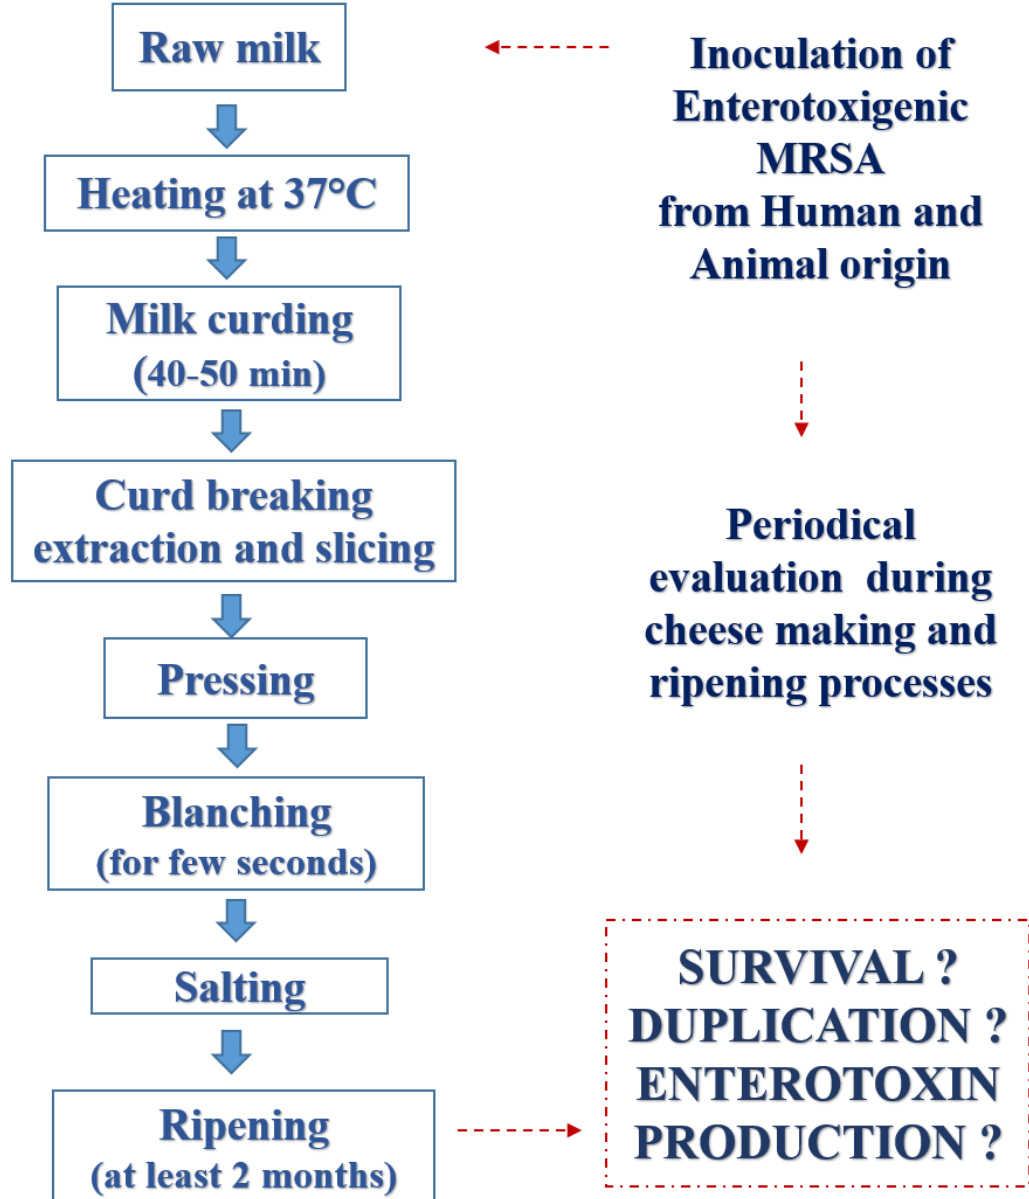 Raw milk
Heating at 37°C
Milk curding
(40-50 min)
Curd breaking
extraction and slicing
Pressing
Blanching
(for few seconds)
Salting
Ripening
(at least 2 months)
Inoculation of
Enterotoxigenic
MRSA
from Human and
Animal origin
Periodical
evaluation during
cheese making and
ripening processes
SURVIVAL ?
DUPLICATION ?
ENTEROTOXIN
PRODUCTION ?